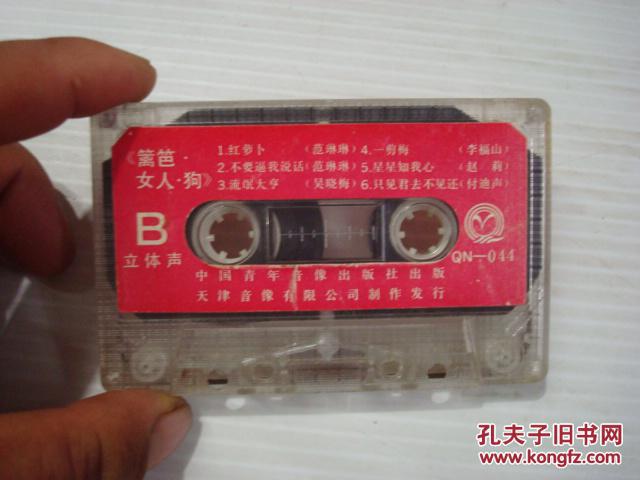 《篱笆·
女人·狗》
1.红萝卜 (范琳琳)
2.不要逼我说话(范琳琳)
3.流氓大亨 (吴晓梅)
4.一剪梅 (李福山)
5.星星知我心 (赵莉)
6.只见君去不见还(付迪声)
B
立体声
QN—044
中国青年音像出版社出版
天津音像有限公司制作发行
孔夫子旧书网
www.kongfz.com